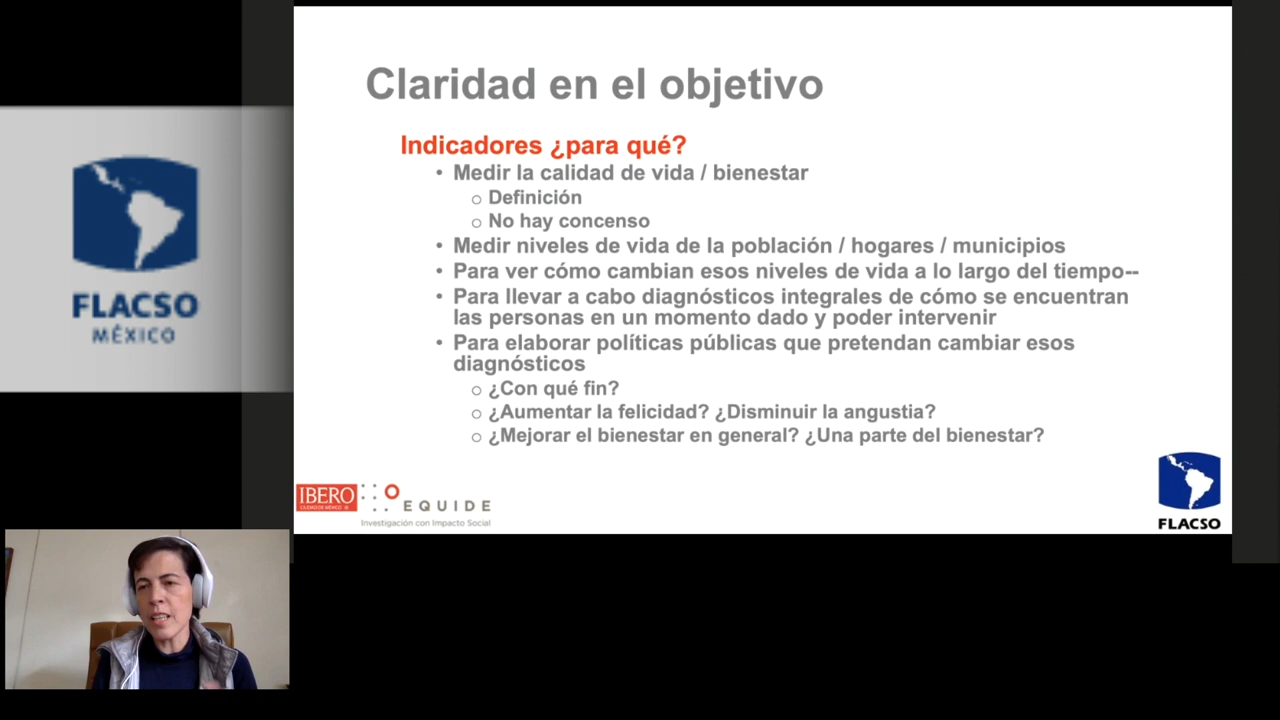 FLACSO
MÉXICO
Claridad en el objetivo
Indicadores ¿para qué?
• Medir la calidad de vida / bienestar
o Definición
o No hay concenso
• Medir niveles de vida de la población / hogares / municipios
• Para ver cómo cambian esos niveles de vida a lo largo del tiempo--
• Para llevar a cabo diagnósticos integrales de cómo se encuentran
las personas en un momento dado y poder intervenir
• Para elaborar políticas públicas que pretendan cambiar esos
diagnósticos
o ¿Con qué fin?
o ¿Aumentar la felicidad? ¿Disminuir la angustia?
o ¿Mejorar el bienestar en general? ¿Una parte del bienestar?
IBERO
CIUDAD DE MÉXICO
EQUIDE
Investigación con Impacto Social
FLACSO